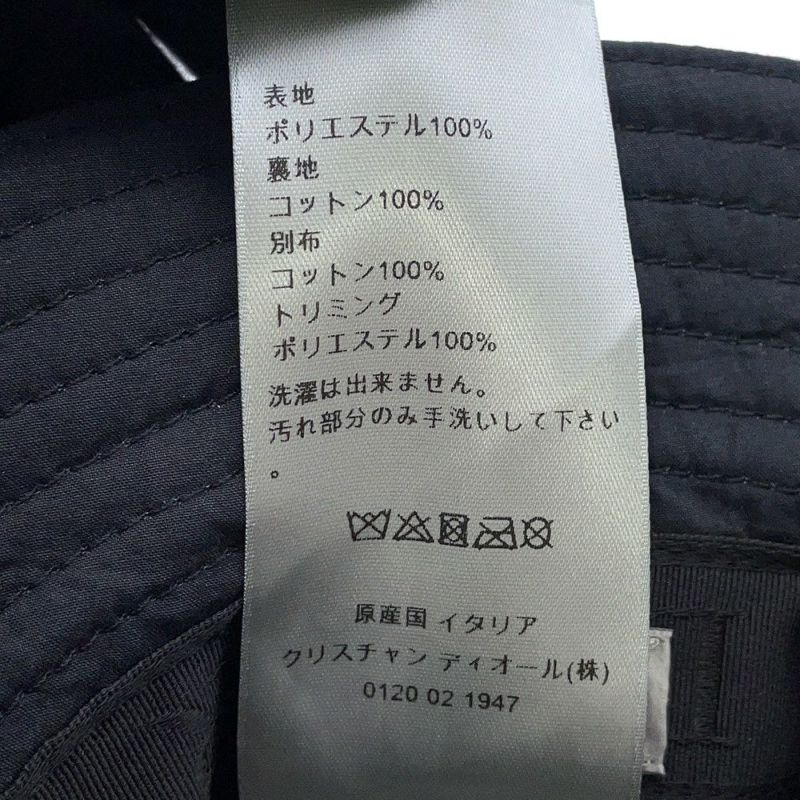 表地
ポリエステル100%
裏地
コットン100%
別布
コットン100%
トリミング
ポリエステル100%
洗濯は出来ません。
汚れ部分のみ手洗いして下さい
。
原産国 イタリア
クリスチャン ディオール(株)
0120 02 1947